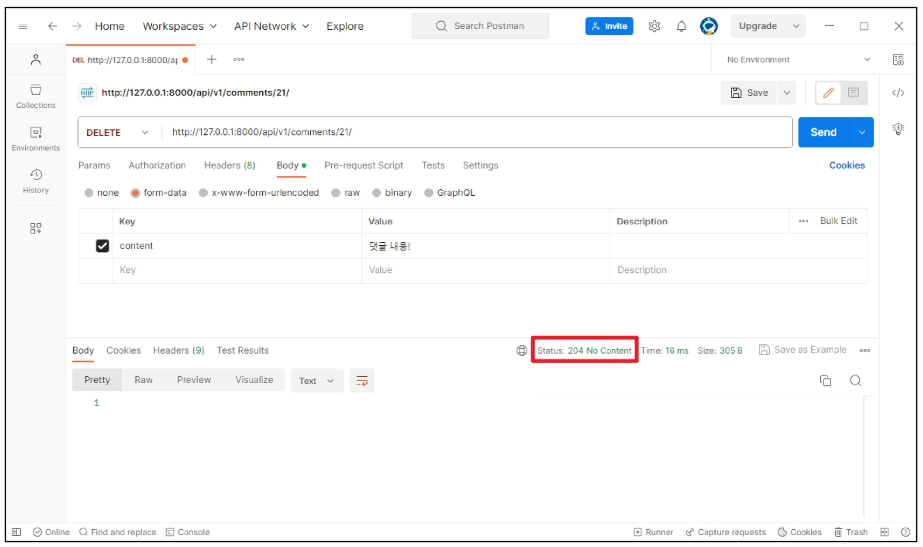 Home Workspaces API Network Explore Search Postman Invite Upgrade
DEL http://127.0.0.1:8000/ap No Environment
HTTP http://127.0.0.1:8000/api/v1/comments/21/ Save
Collections
DELETE http://127.0.0.1:8000/api/v1/comments/21/ Send
Environments
Params Authorization Headers (8) Body Pre-request Script Tests Settings Cookies
History
none form-data x-www-form-urlencoded raw binary GraphQL
Key Value Description Bulk Edit
content 댓글 내용!
Key Value Description
Body Cookies Headers (9) Test Results Status: 204 No Content Time: 16 ms Size: 305 B Save as Example
Pretty Raw Preview Visualize Text
1
Online Find and replace Console Runner Capture requests Cookies Trash